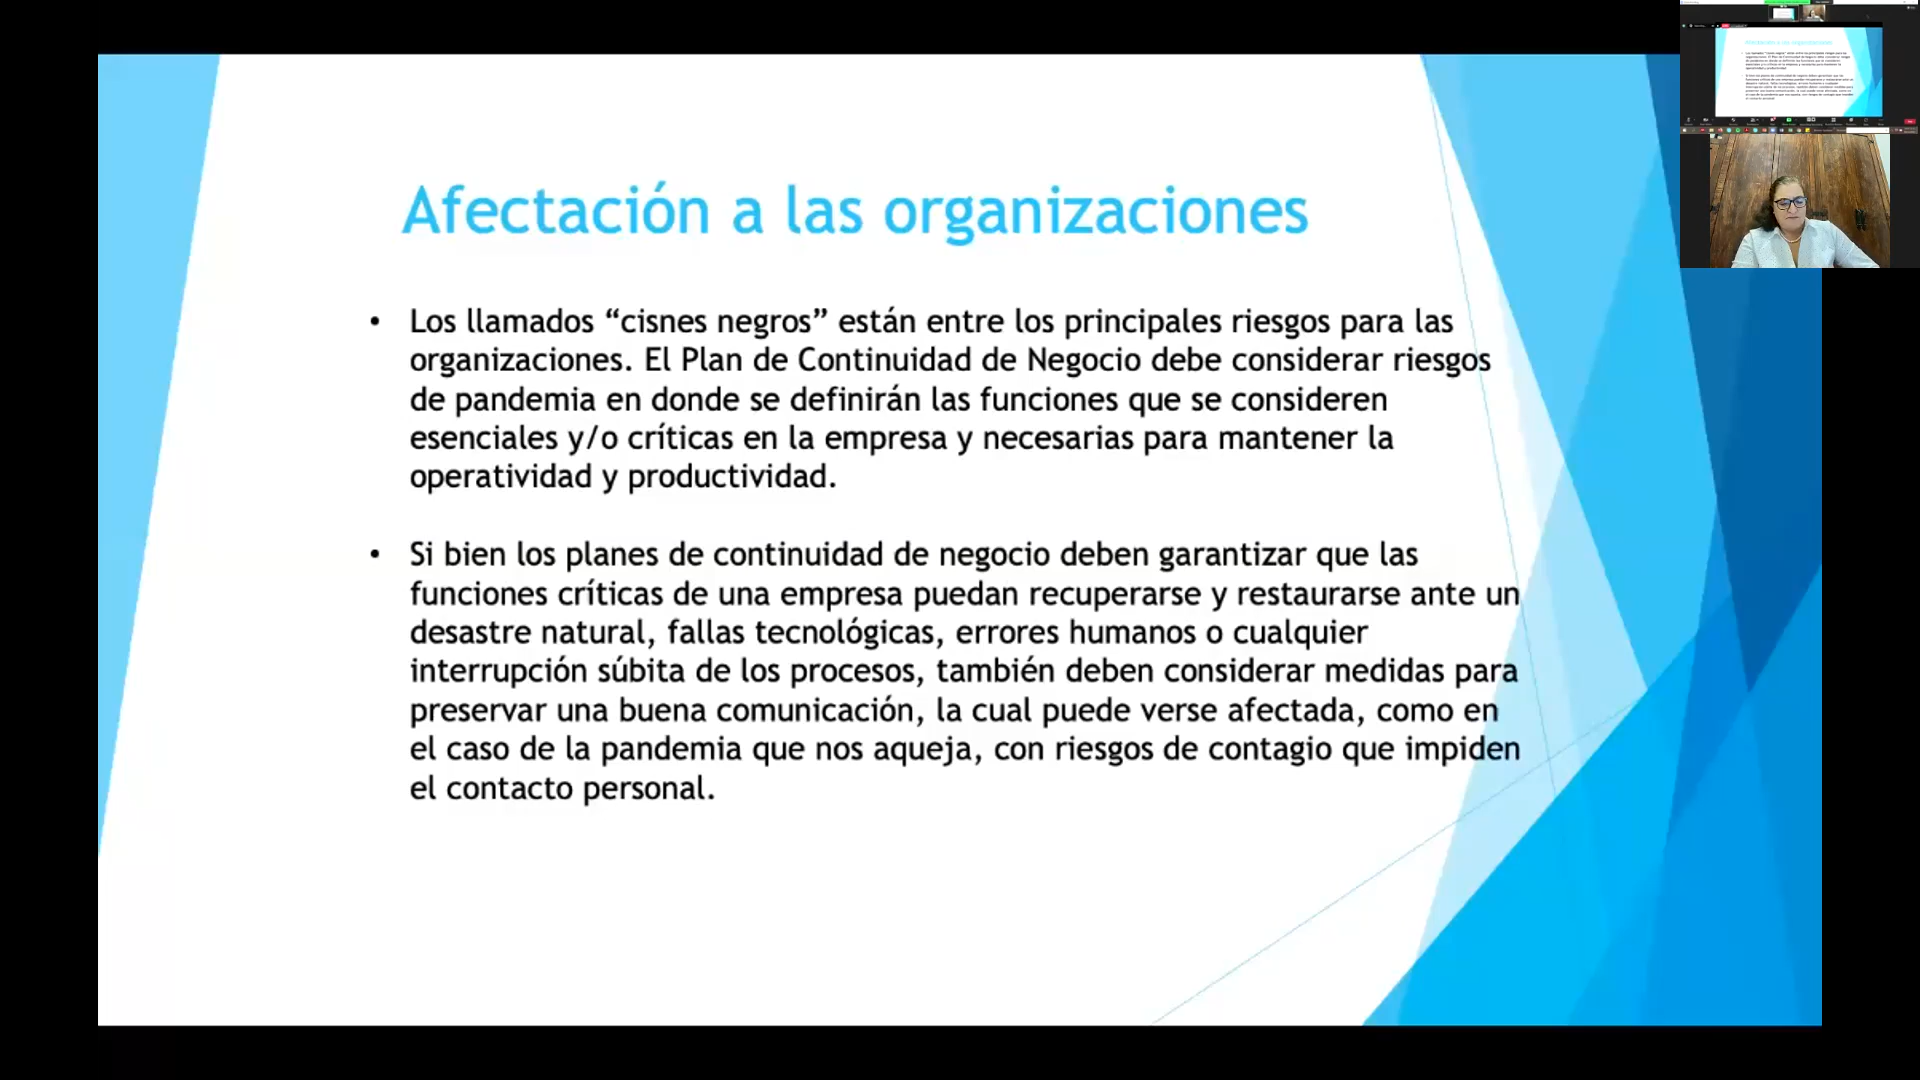 Afectación a las organizaciones
• Los llamados “cisnes negros” están entre los principales riesgos para las
organizaciones. El Plan de Continuidad de Negocio debe considerar riesgos
de pandemia en donde se definirán las funciones que se consideren
esenciales y/o críticas en la empresa y necesarias para mantener la
operatividad y productividad.
• Si bien los planes de continuidad de negocio deben garantizar que las
funciones críticas de una empresa puedan recuperarse y restaurarse ante un
desastre natural, fallas tecnológicas, errores humanos o cualquier
interrupción súbita de los procesos, también deben considerar medidas para
preservar una buena comunicación, la cual puede verse afectada, como en
el caso de la pandemia que nos aqueja, con riesgos de contagio que impiden
el contacto personal.